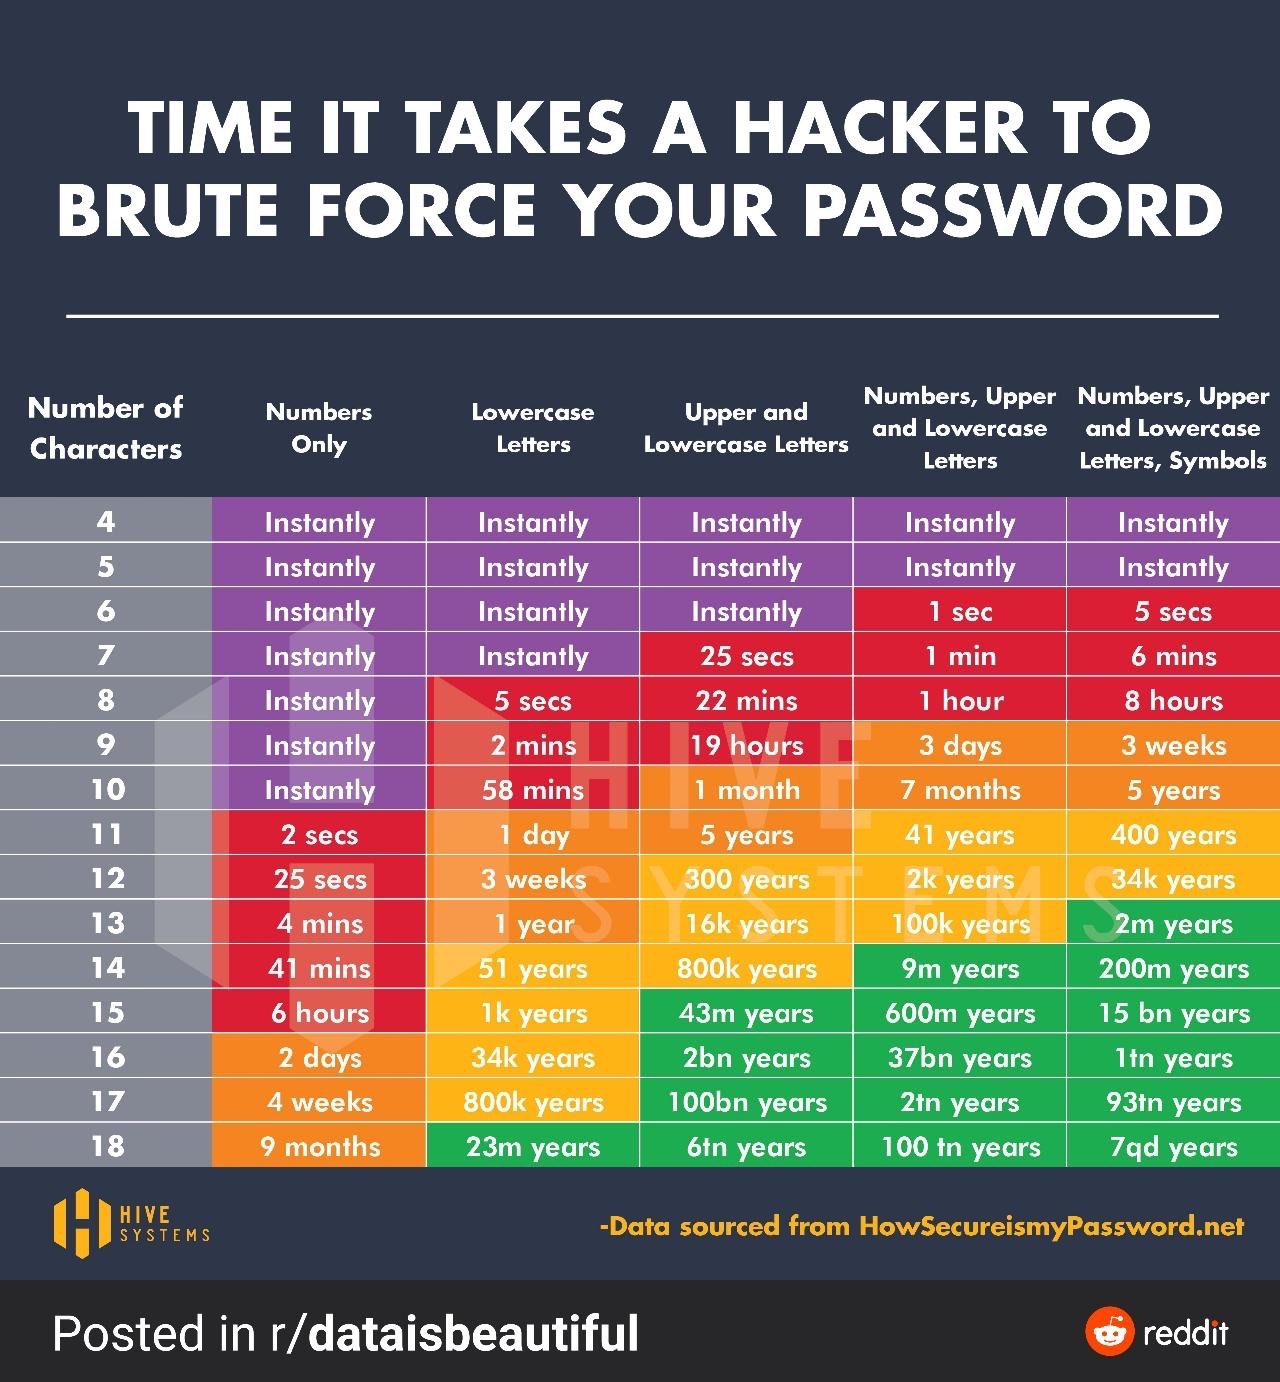 TIME IT TAKES A HACKER TO
BRUTE FORCE YOUR PASSWORD
Number of
Characters
Numbers
Only
Lowercase
Letters
Upper and
Lowercase Letters
Numbers, Upper
and Lowercase
Letters
Numbers, Upper
and Lowercase
Letters, Symbols
4 Instantly Instantly Instantly Instantly Instantly
5 Instantly Instantly Instantly Instantly Instantly
6 Instantly Instantly Instantly 1 sec 5 secs
7 Instantly Instantly 25 secs 1 min 6 mins
8 Instantly 5 secs 22 mins 1 hour 8 hours
9 Instantly 2 mins 19 hours 3 days 3 weeks
10 Instantly 58 mins 1 month 7 months 5 years
11 2 secs 1 day 5 years 41 years 400 years
12 25 secs 3 weeks 300 years 2k years 34k years
13 4 mins 1 year 16k years 100k years 2m years
14 41 mins 51 years 800k years 9m years 200m years
15 6 hours 1k years 43m years 600m years 15 bn years
16 2 days 34k years 2bn years 37bn years 1tn years
17 4 weeks 800k years 100bn years 2tn years 93tn years
18 9 months 23m years 6tn years 100 tn years 7qd years
HIVE
SYSTEMS
HIVE
SYSTEMS
-Data sourced from HowSecureismyPassword.net
Posted in r/dataisbeautiful
reddit